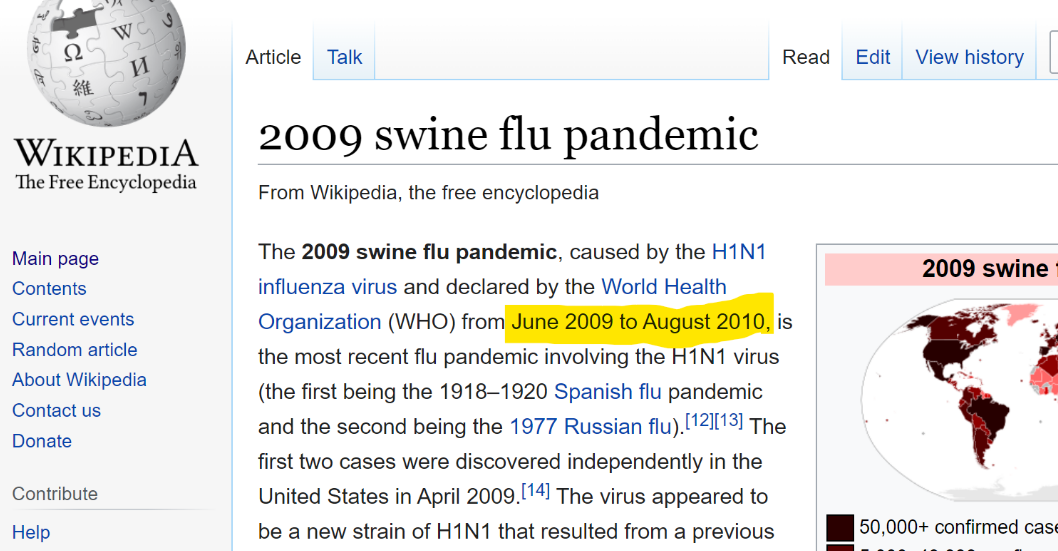 Ω
W
維
И
WIKIPEDIA
The Free Encyclopedia
Main page
Contents
Current events
Random article
About Wikipedia
Contact us
Donate
Contribute
Help
Article
Talk
Read
Edit
View history
2009 swine flu pandemic
From Wikipedia, the free encyclopedia
The 2009 swine flu pandemic, caused by the H1N1
influenza virus and declared by the World Health
Organization (WHO) from June 2009 to August 2010, is
the most recent flu pandemic involving the H1N1 virus
(the first being the 1918–1920 Spanish flu pandemic
and the second being the 1977 Russian flu).[12][13] The
first two cases were discovered independently in the
United States in April 2009.[14] The virus appeared to
be a new strain of H1N1 that resulted from a previous
2009 swine
50,000+ confirmed case